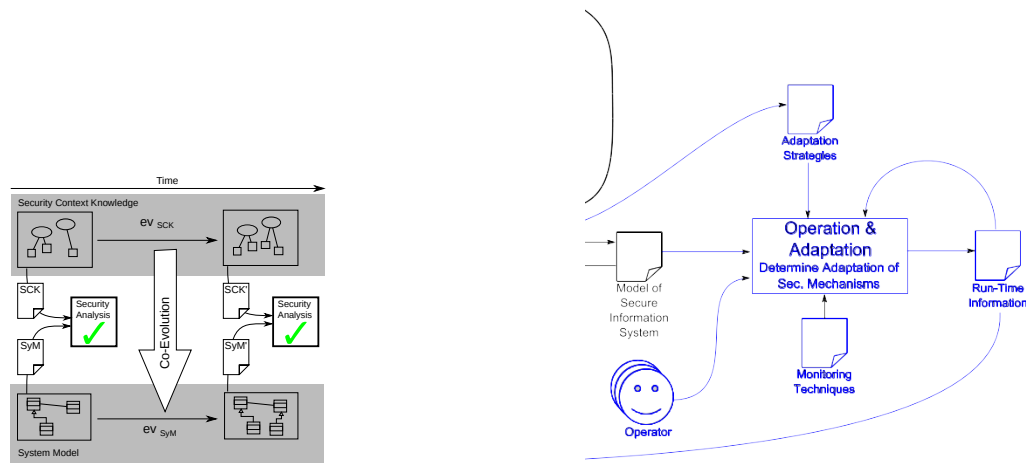 Time
Security Context Knowledge
ev SCK
SCK
SCK'
Security
Analysis
Security
Analysis
Co-Evolution
SyM
SyM'
ev SyM
System Model
Adaptation
Strategies
Operation &
Adaptation
Determine Adaptation of
Sec. Mechanisms
Model of
Secure
Information
System
Run-Time
Information
Monitoring
Techniques
Operator